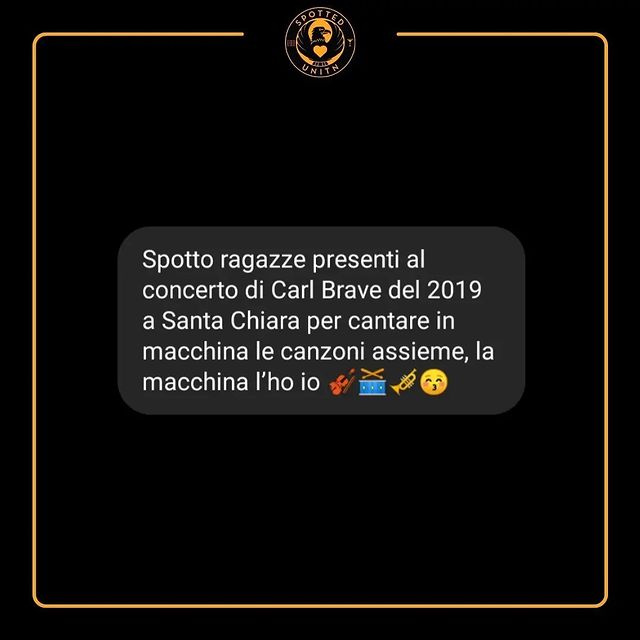 SPOTTED
UNITN
Spotto ragazze presenti al
concerto di Carl Brave del 2019
a Santa Chiara per cantare in
macchina le canzoni assieme, la
macchina l’ho io 🎻🥁🎺😚